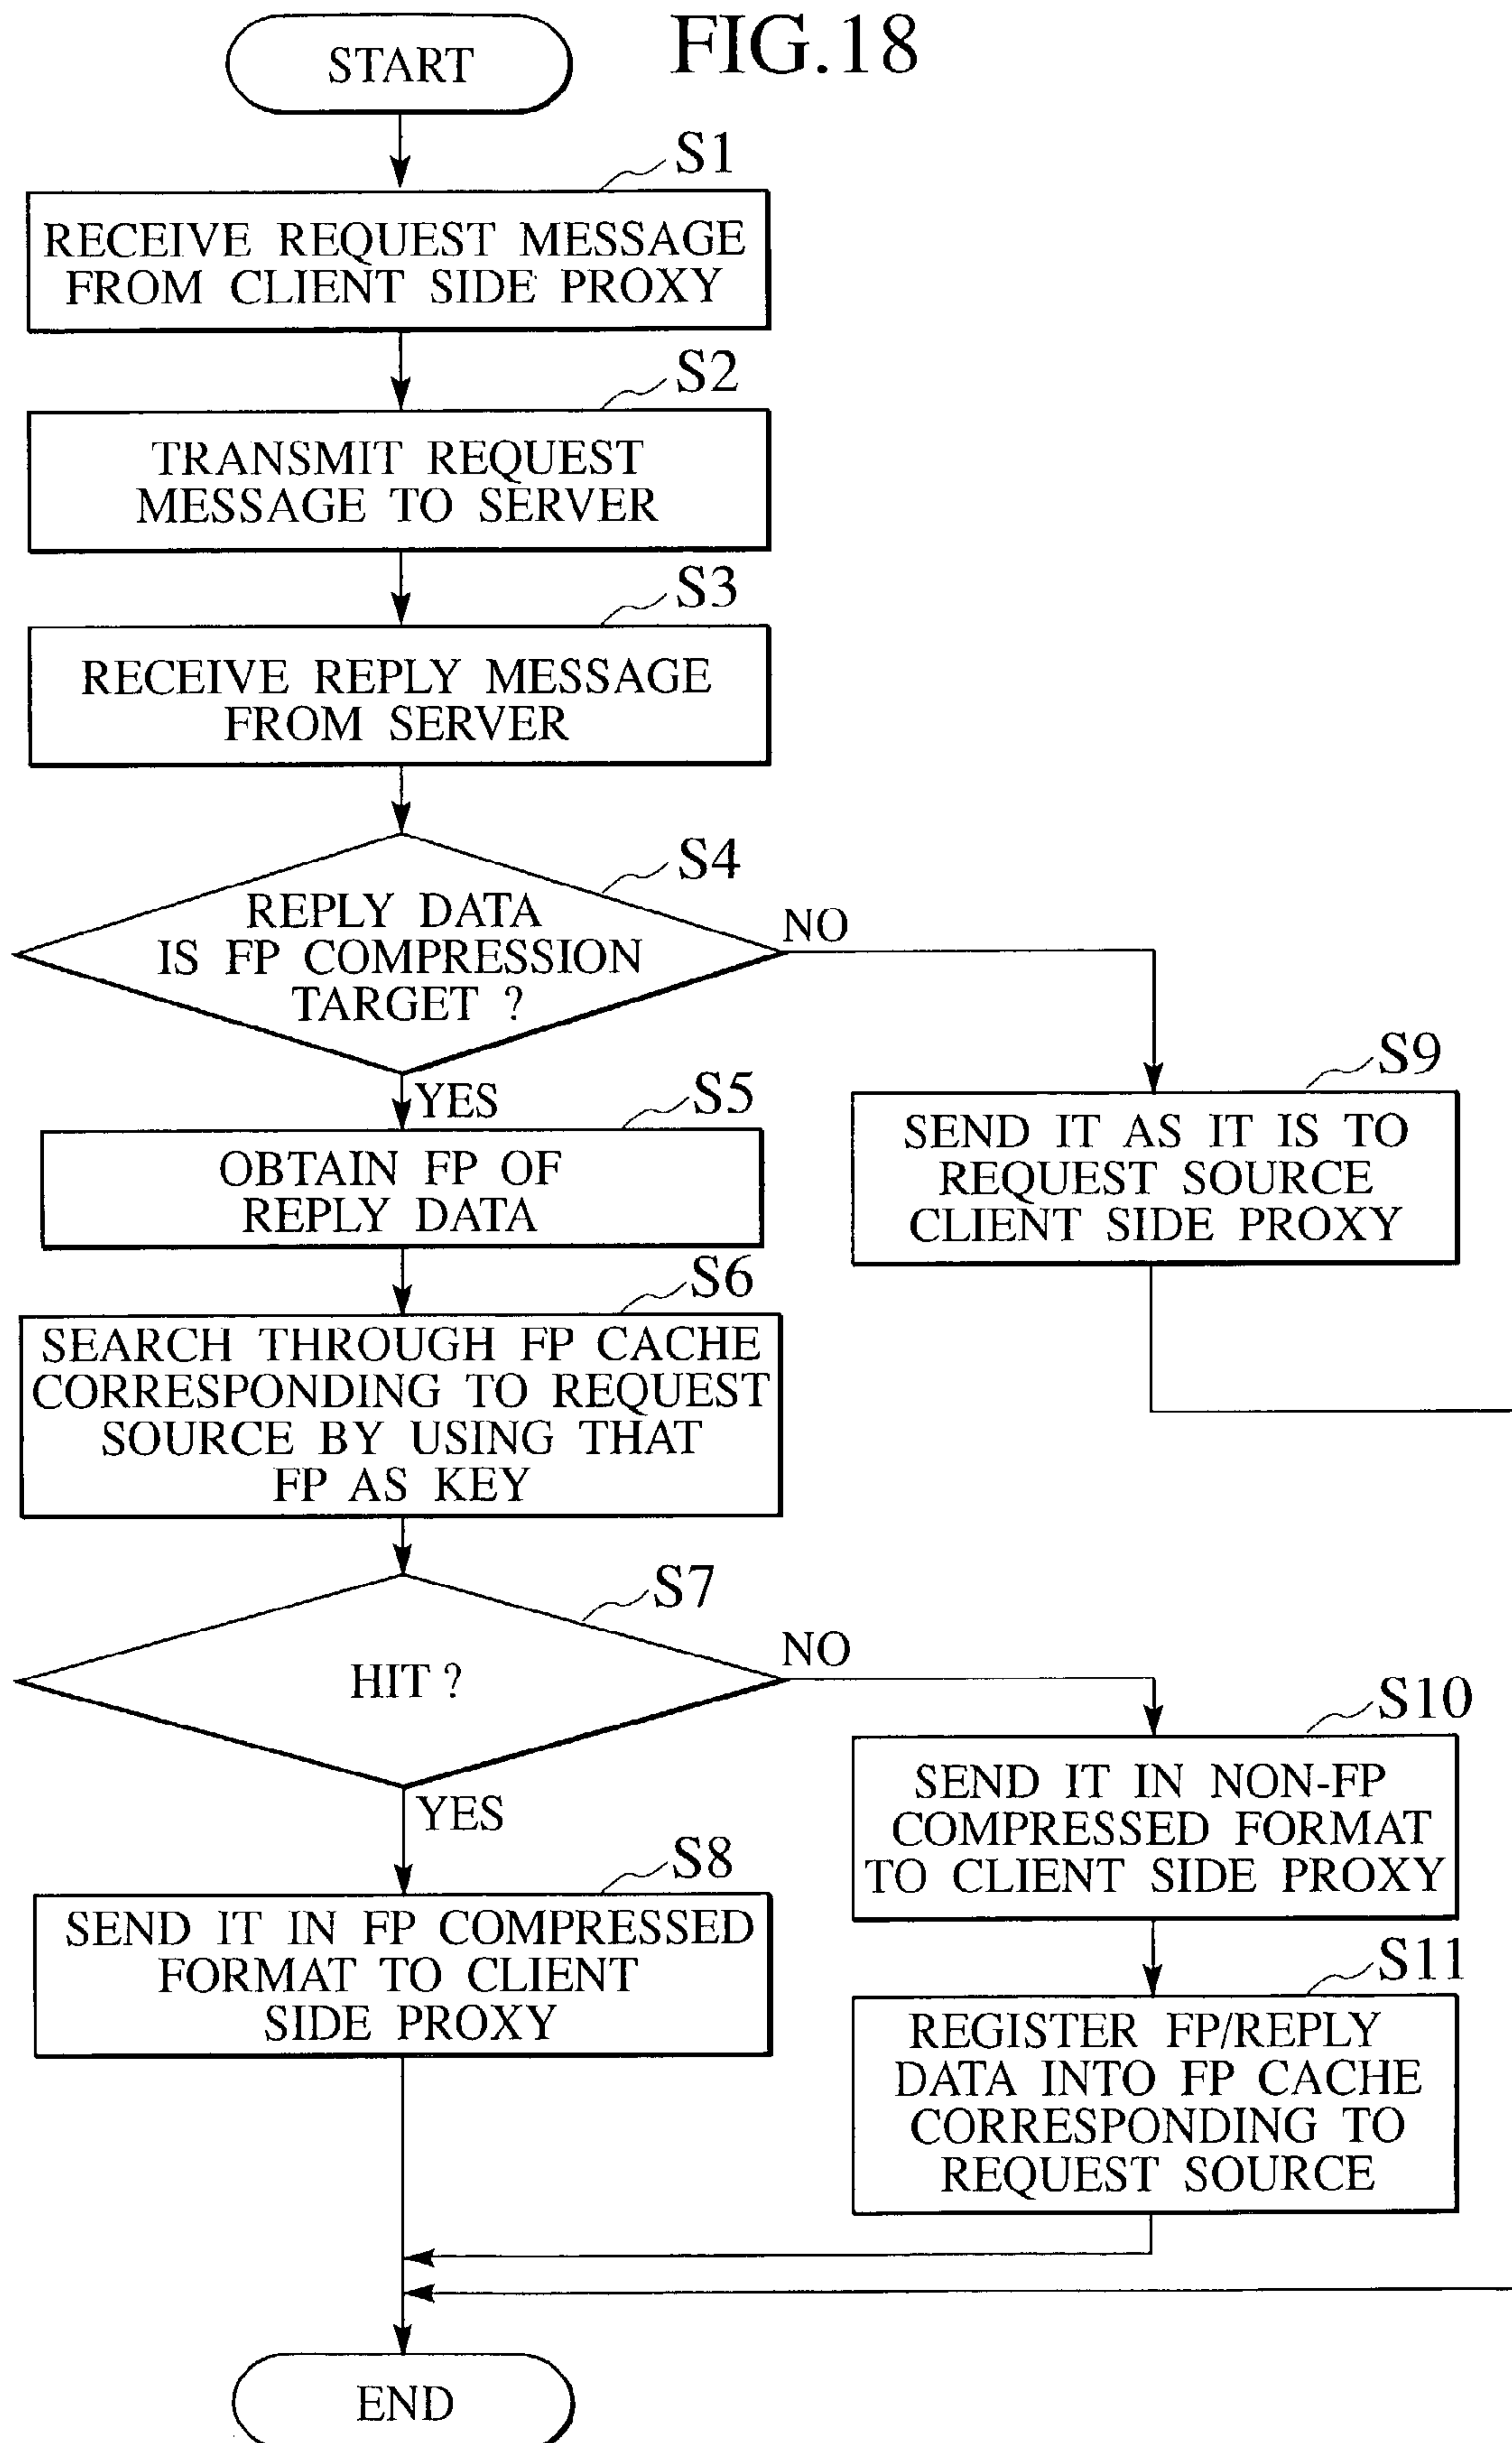 FIG.18
START
S1
RECEIVE REQUEST MESSAGE
FROM CLIENT SIDE PROXY
S2
TRANSMIT REQUEST
MESSAGE TO SERVER
S3
RECEIVE REPLY MESSAGE
FROM SERVER
S4
REPLY DATA
IS FP COMPRESSION
TARGET ?
NO
YES
S5
OBTAIN FP OF
REPLY DATA
S9
SEND IT AS IT IS TO
REQUEST SOURCE
CLIENT SIDE PROXY
S6
SEARCH THROUGH FP CACHE
CORRESPONDING TO REQUEST
SOURCE BY USING THAT
FP AS KEY
S7
HIT ?
NO
YES
S10
SEND IT IN NON-FP
COMPRESSED FORMAT
TO CLIENT SIDE PROXY
S8
SEND IT IN FP COMPRESSED
FORMAT TO CLIENT
SIDE PROXY
S11
REGISTER FP/REPLY
DATA INTO FP CACHE
CORRESPONDING TO
REQUEST SOURCE
END